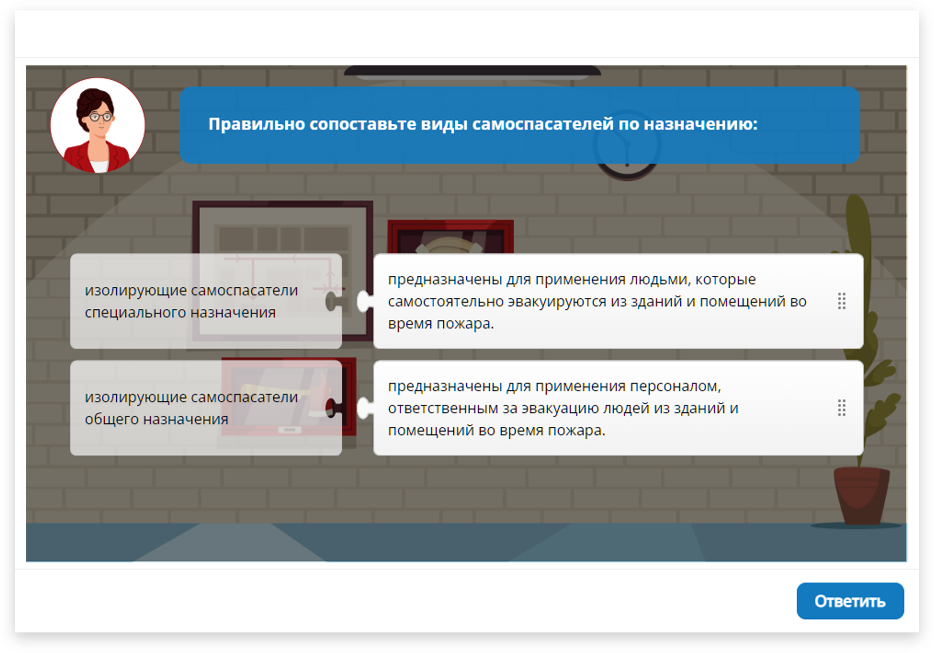 Правильно сопоставьте виды самоспасателей по назначению:
изолирующие самоспасатели
специального назначения
предназначены для применения людьми, которые
самостоятельно эвакуируются из зданий и помещений во
время пожара.
изолирующие самоспасатели
общего назначения
предназначены для применения персоналом,
ответственным за эвакуацию людей из зданий и
помещений во время пожара.
Ответить